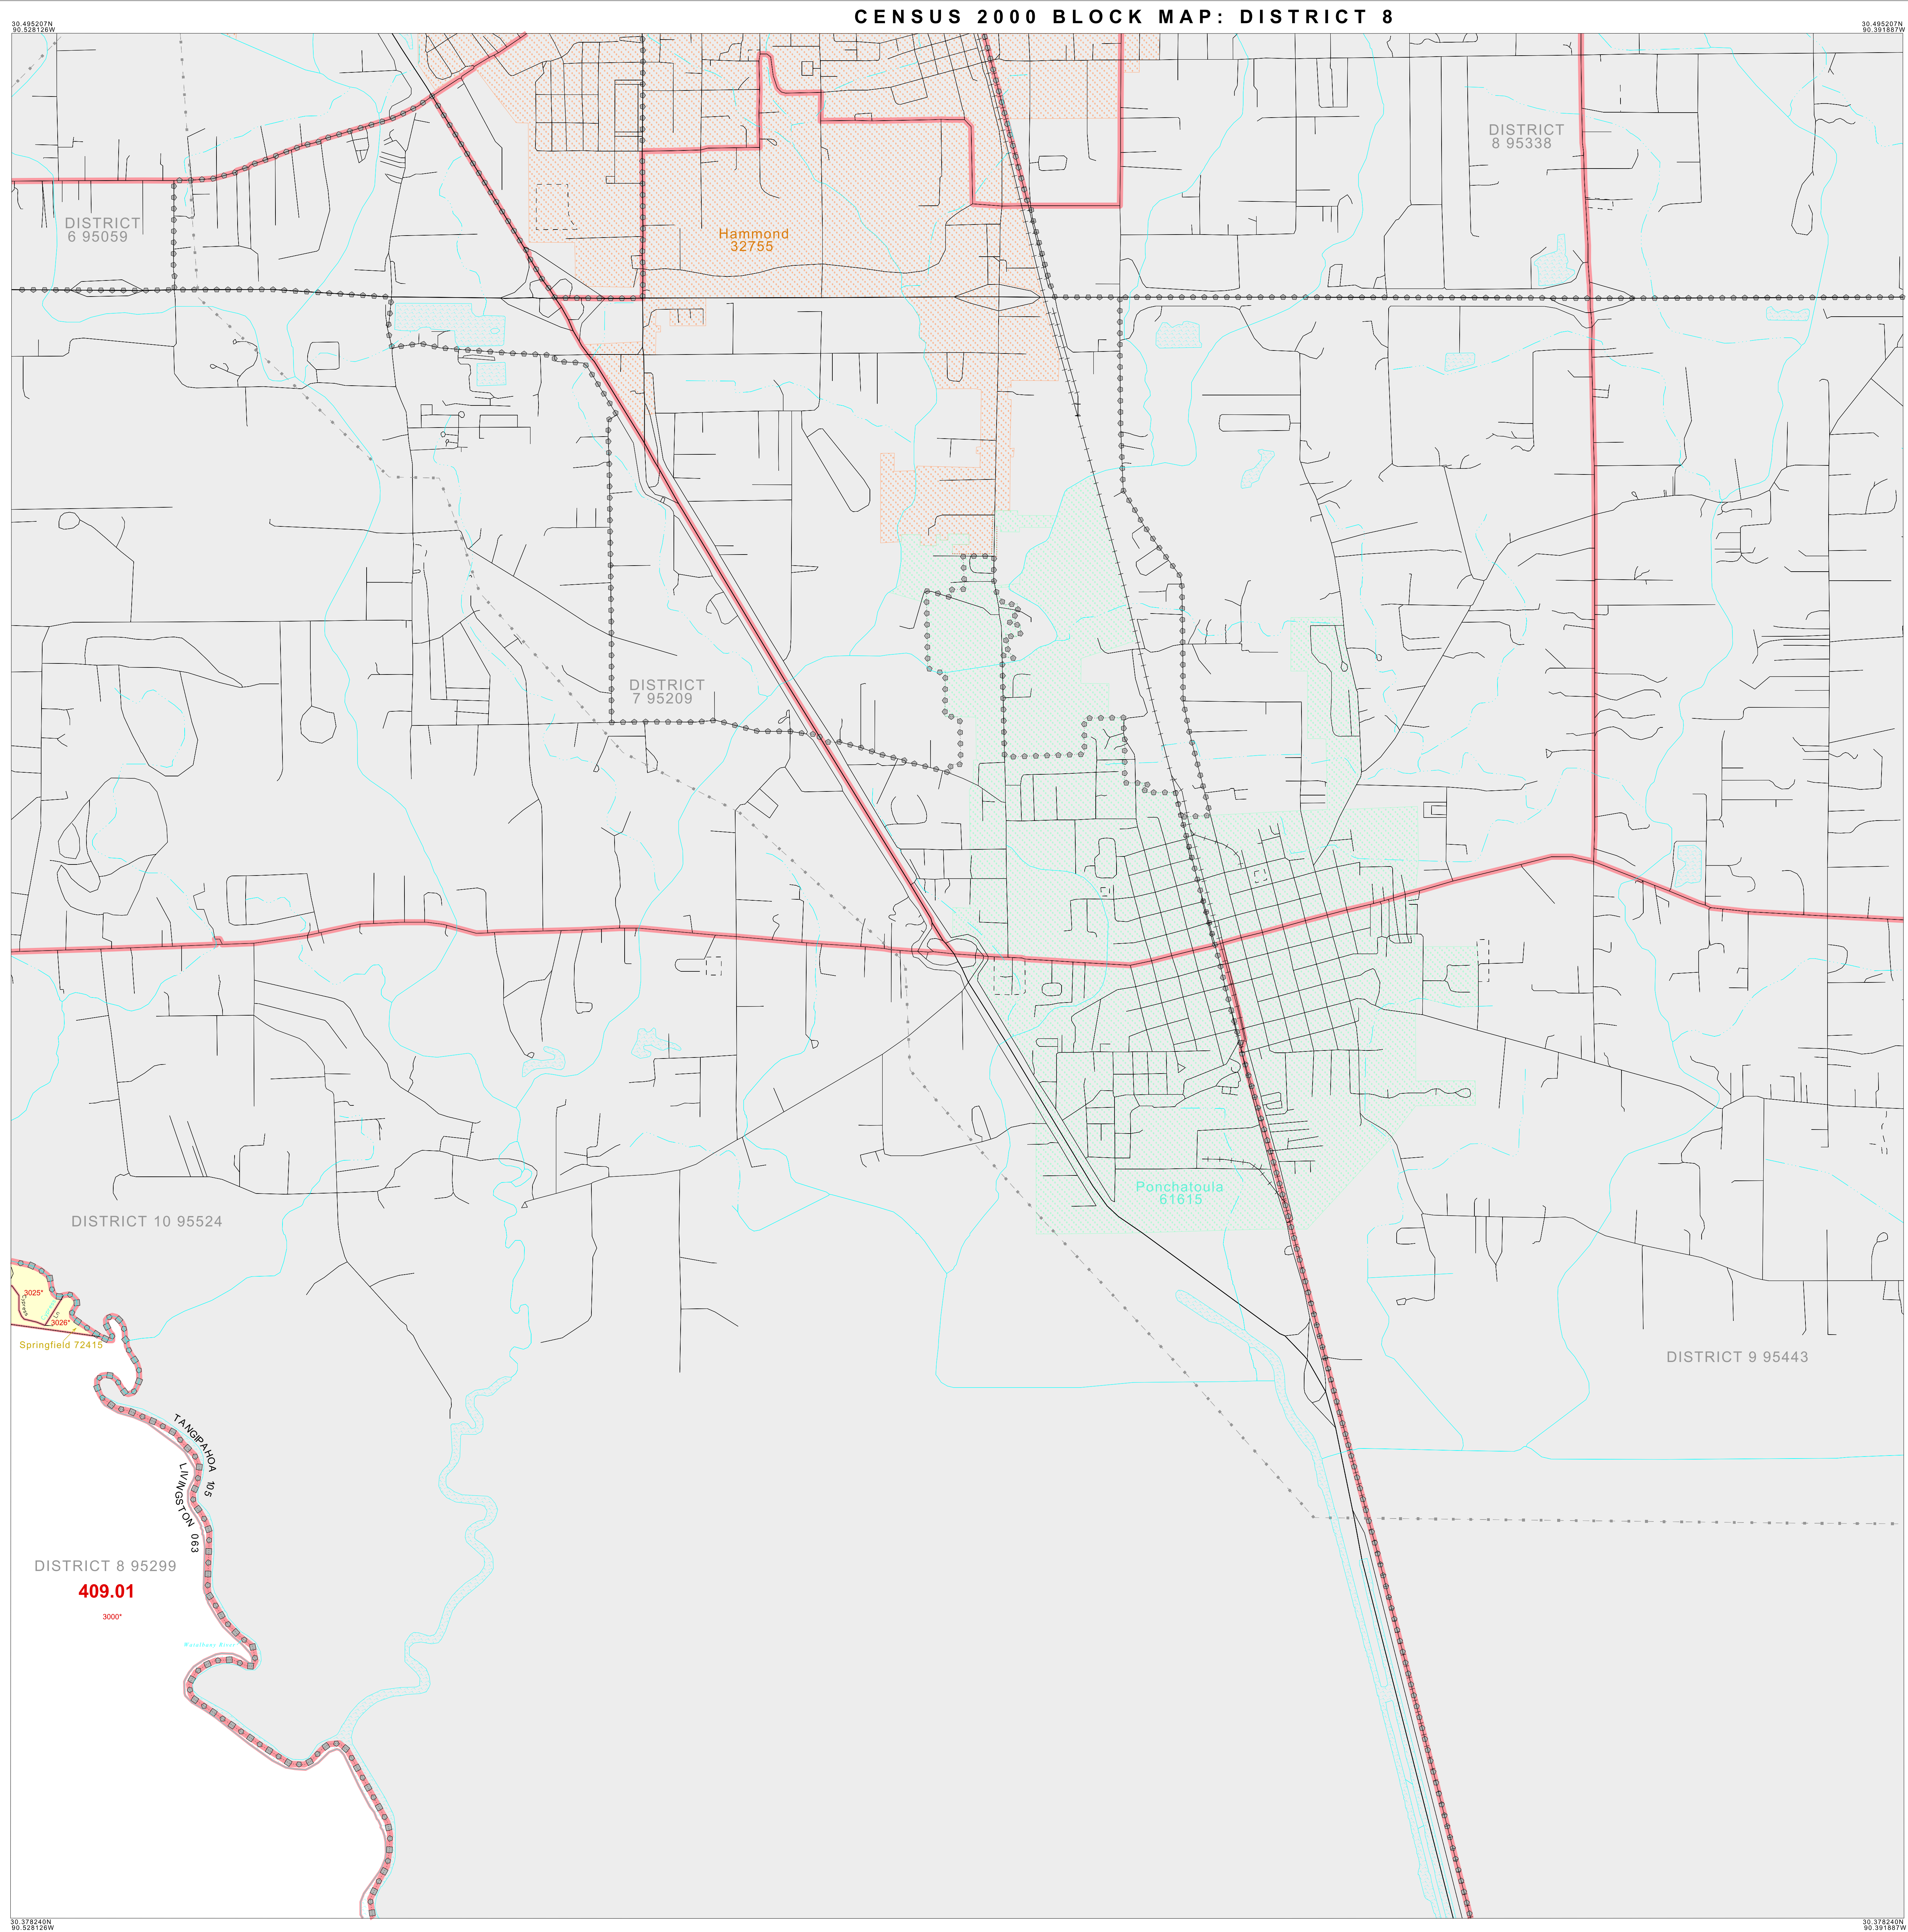 CENSUS 2000 BLOCK MAP: DISTRICT 8
30.495207N
90.528126W
30.495207N
90.391887W
DISTRICT
8 95338
DISTRICT
6 95059
Hammond
32755
DISTRICT
7 95209
Ponchatoula
61615
DISTRICT 10 95524
3025*
Cypress
3026*
Springfield 72415
DISTRICT 9 95443
TANGIPAHOA 105
LIVINGSTON 063
DISTRICT 8 95299
409.01
3000*
30.378240N
90.528126W
30.378240N
90.391887W